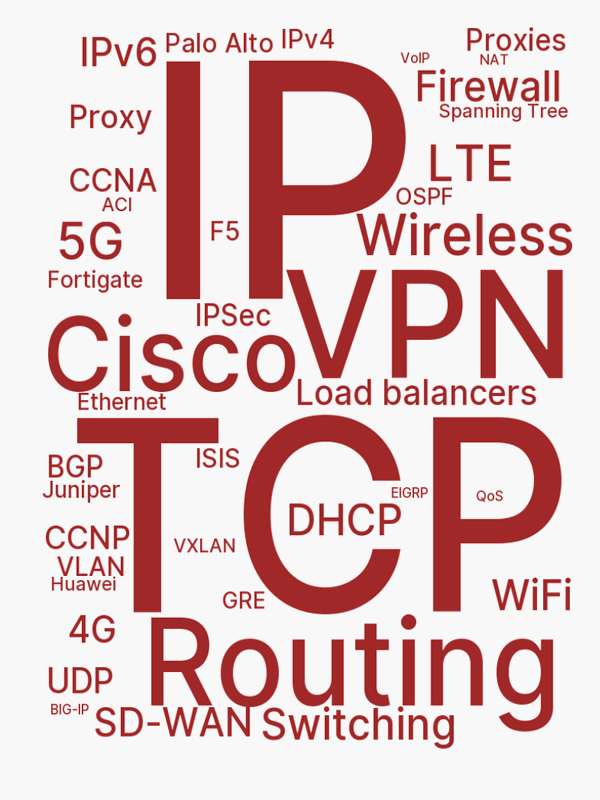 IPv6
Palo Alto
IPv4
Proxies
VoIP
NAT
IP
Firewall
Spanning Tree
Proxy
LTE
CCNA
OSPF
ACI
5G
F5
Wireless
Fortigate
VPN
IPSec
Cisco
Load balancers
Ethernet
TCP
BGP
ISIS
Juniper
EIGRP
QoS
DHCP
CCNP
VXLAN
VLAN
Huawei
GRE
WiFi
4G
Routing
UDP
BIG-IP
SD-WAN
Switching